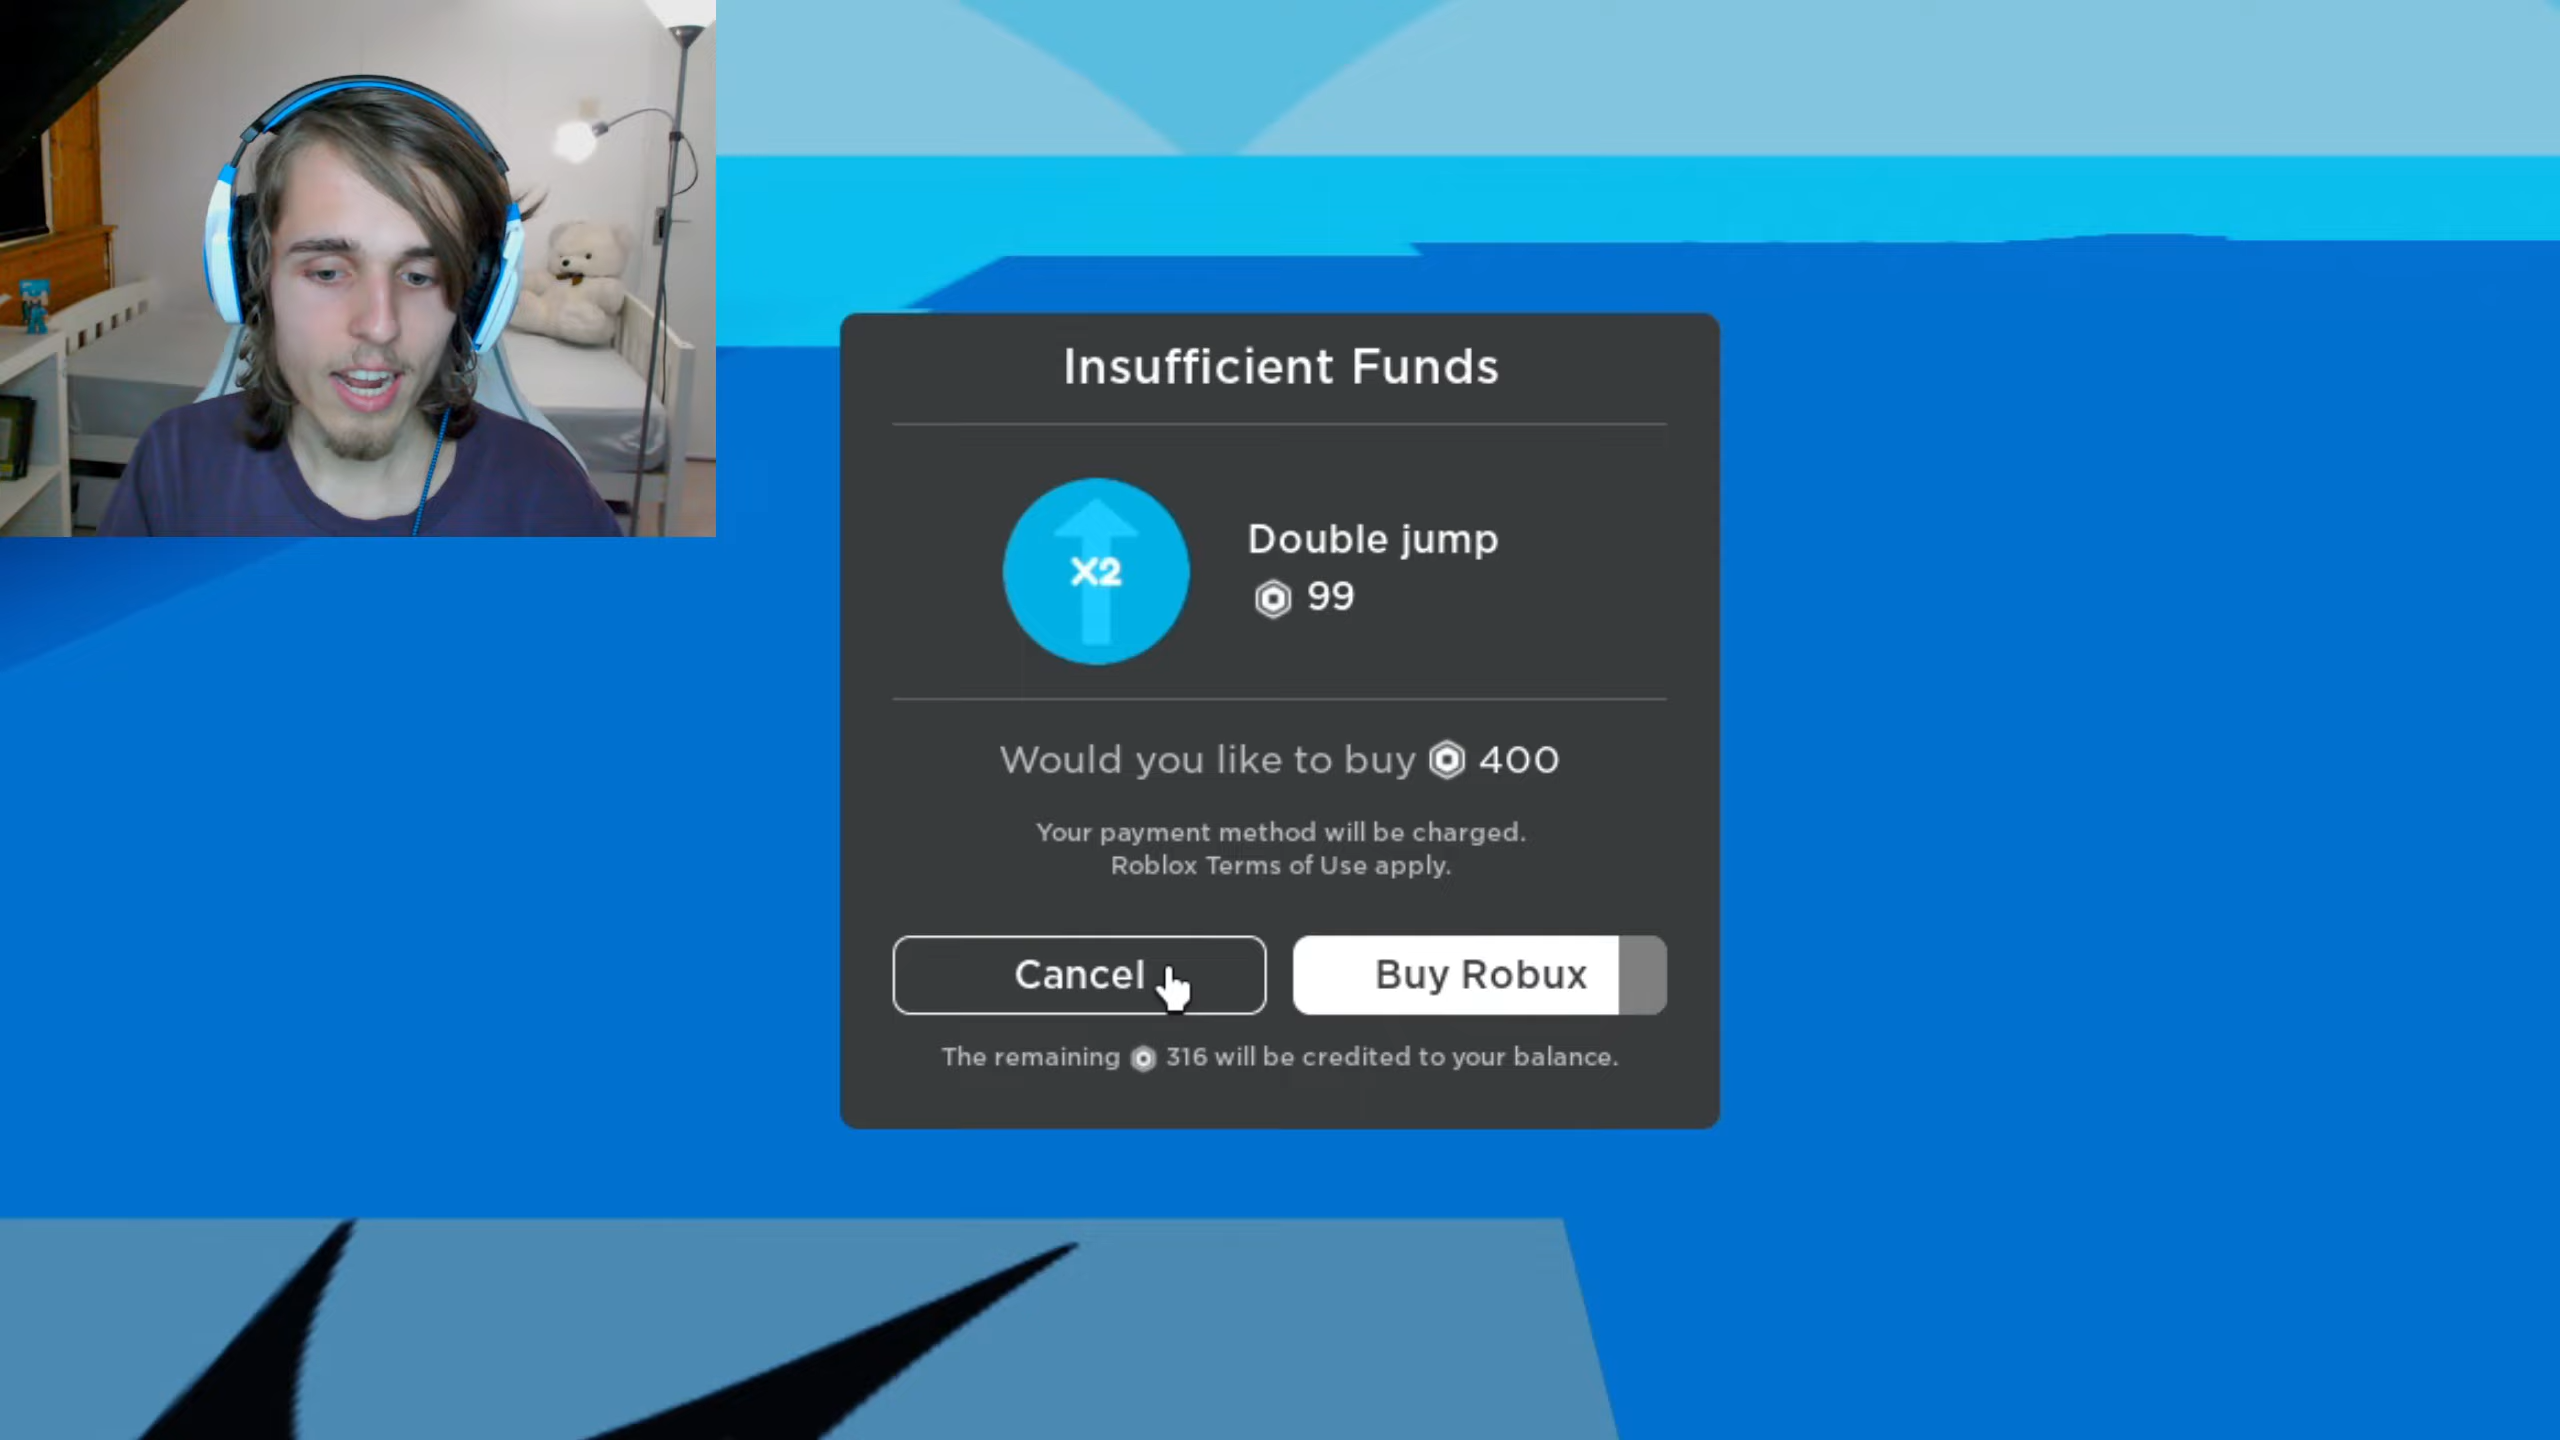 Insufficient Funds
X2
Double jump
99
Would you like to buy 400
Your payment method will be charged.
Roblox Terms of Use apply.
Cancel
Buy Robux
The remaining 316 will be credited to your balance.